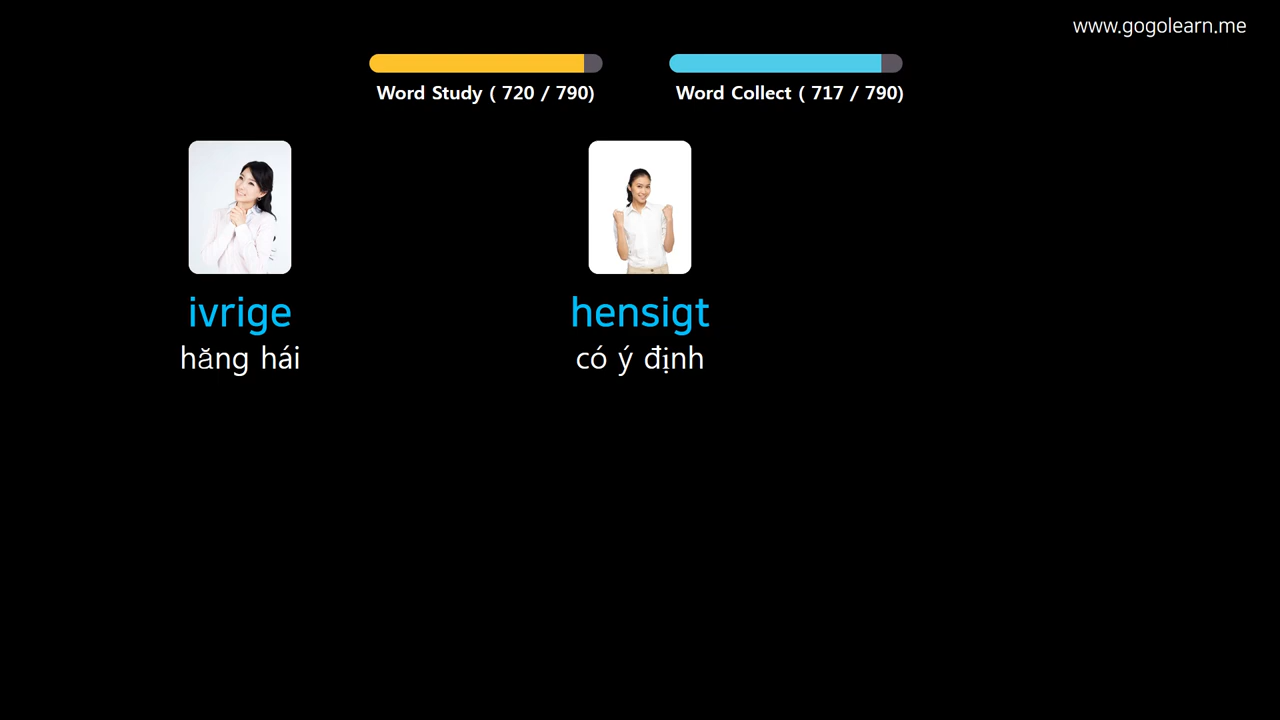 www.gogolearn.me
Word Study ( 720 / 790)
Word Collect ( 717 / 790)
ivrige
hăng hái
hensigt
có ý định